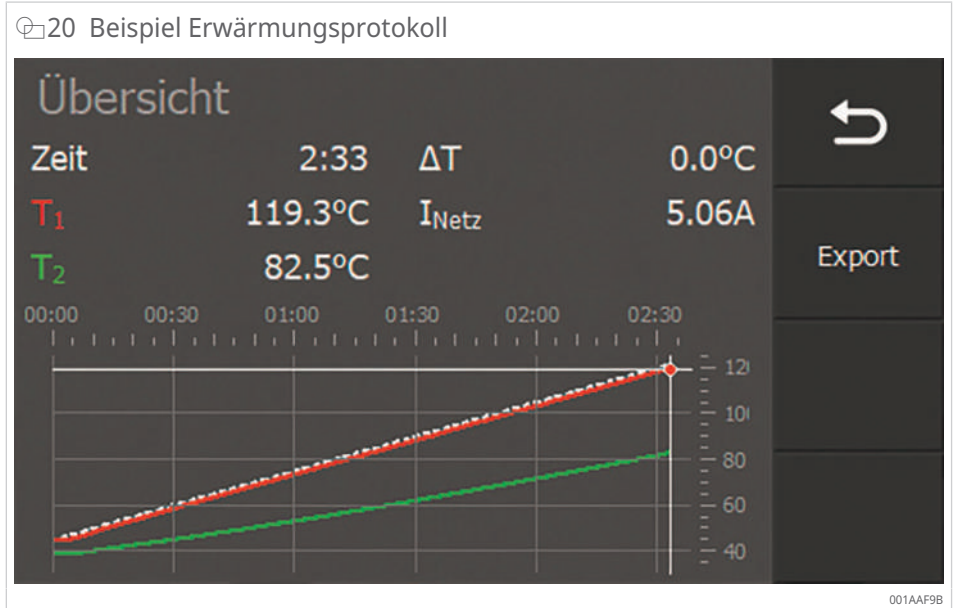 20 Beispiel Erwärmungsprotokoll
Übersicht
Zeit 2:33 ΔT 0.0°C
T₁ 119.3°C I_Netz 5.06A
T₂ 82.5°C
Export
00:00 00:30 01:00 01:30 02:00 02:30
80
60
40
001AAF9B